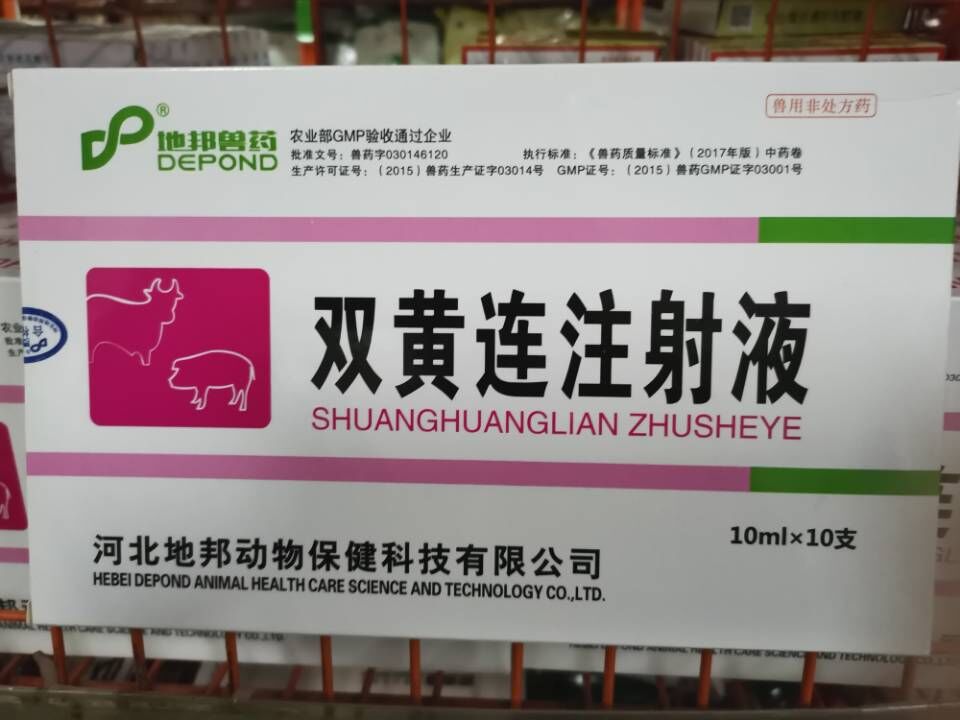 兽用非处方药
地邦兽药®
DEPOND
农业部GMP验收通过企业
批准文号：兽药字030146120
执行标准：《兽药质量标准》（2017年版）中药卷
生产许可证号：（2015）兽药生产证字03014号 GMP证号：（2015）兽药GMP证字03001号
双黄连注射液
SHUANGHUANGLIAN ZHUSHEYE
10ml×10支
河北地邦动物保健科技有限公司
HEBEI DEPOND ANIMAL HEALTH CARE SCIENCE AND TECHNOLOGY CO.,LTD.